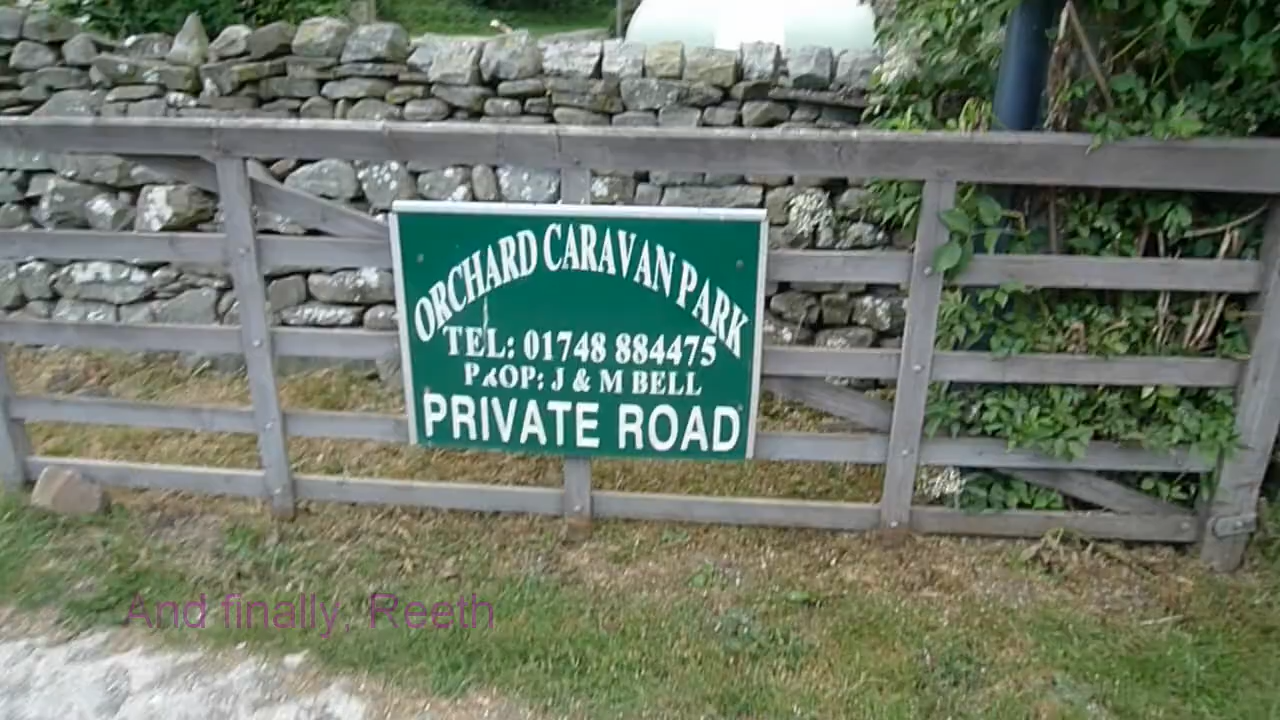 ORCHARD CARAVAN PARK
TEL: 01748 884475
PROP: J & M BELL
PRIVATE ROAD
And finally, Reeth